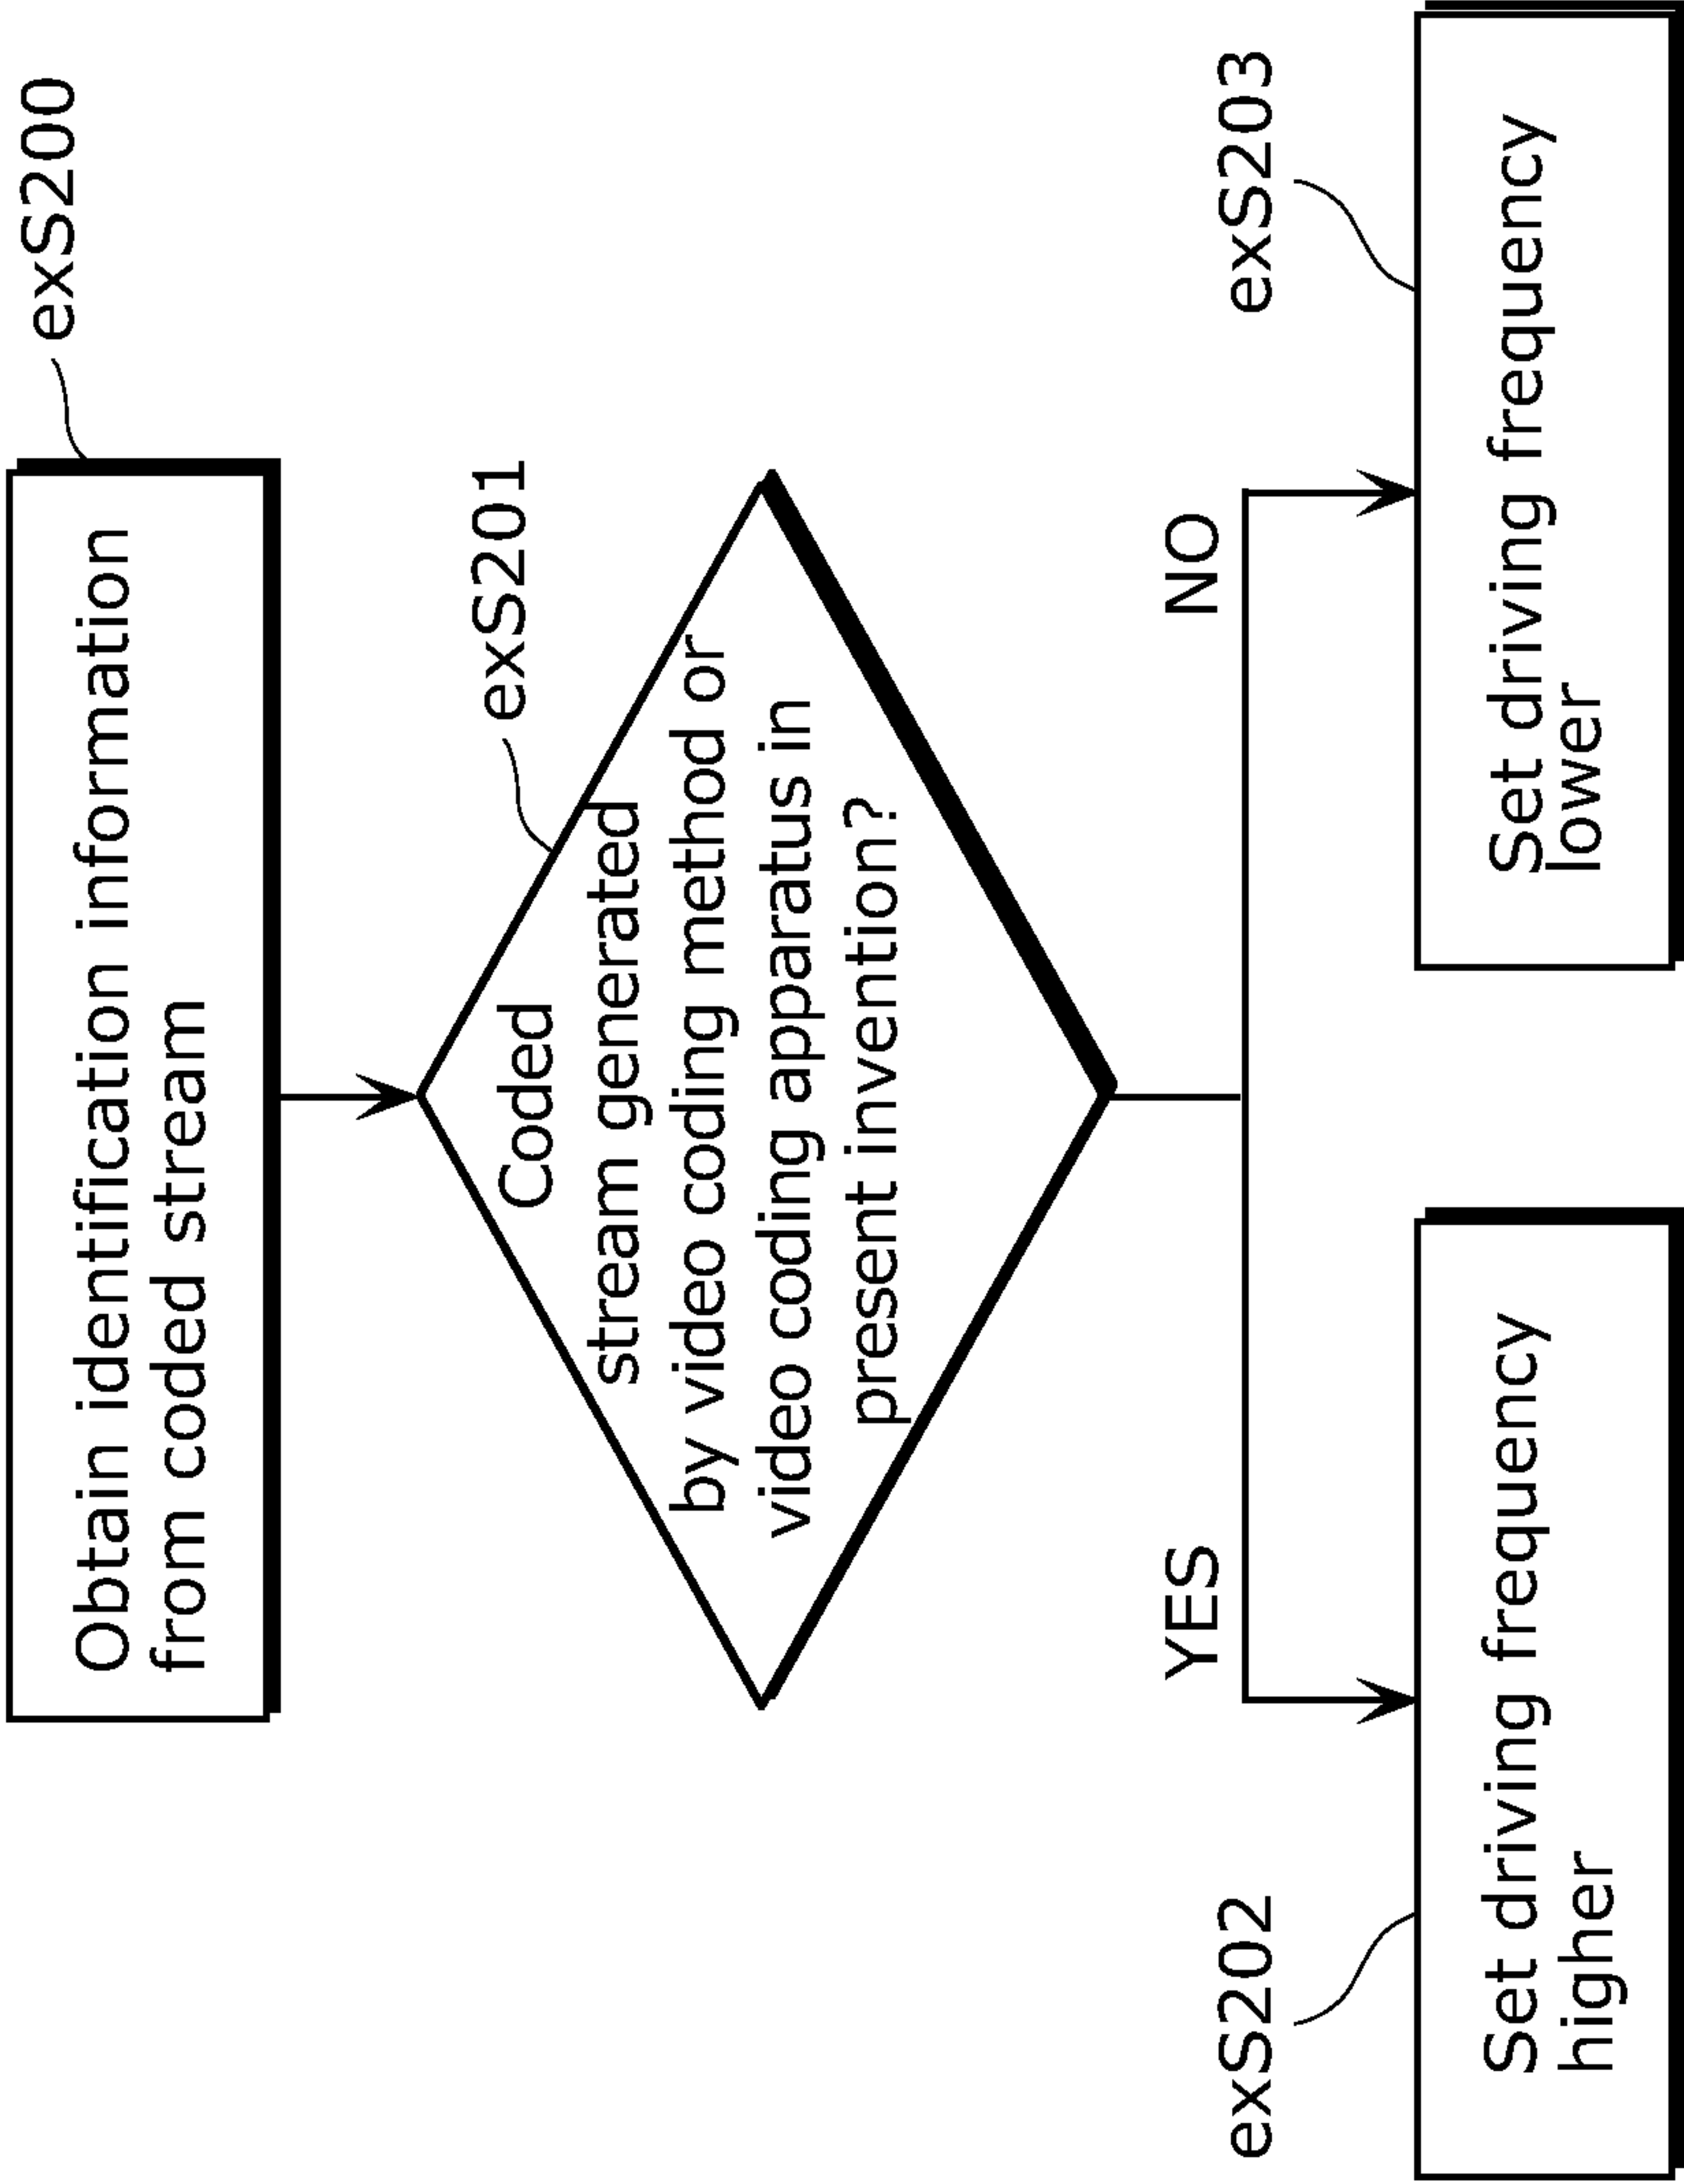 exS200
Obtain identification information
from coded stream
exS201
Coded
stream generated
by video coding method or
video coding apparatus in
present invention?
YES
NO
exS202
exS203
Set driving frequency
higher
Set driving frequency
lower